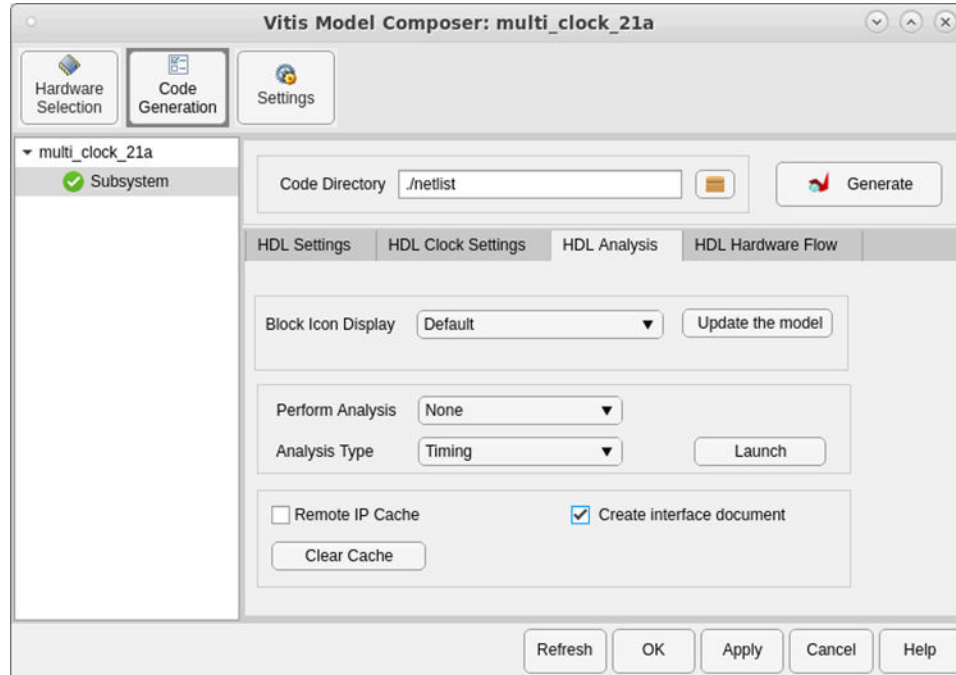 Vitis Model Composer: multi_clock_21a
Hardware
Selection
Code
Generation
Settings
multi_clock_21a
Subsystem
Code Directory ./netlist
Generate
HDL Settings HDL Clock Settings HDL Analysis HDL Hardware Flow
Block Icon Display Default Update the model
Perform Analysis None
Analysis Type Timing Launch
Remote IP Cache Create interface document
Clear Cache
Refresh OK Apply Cancel Help